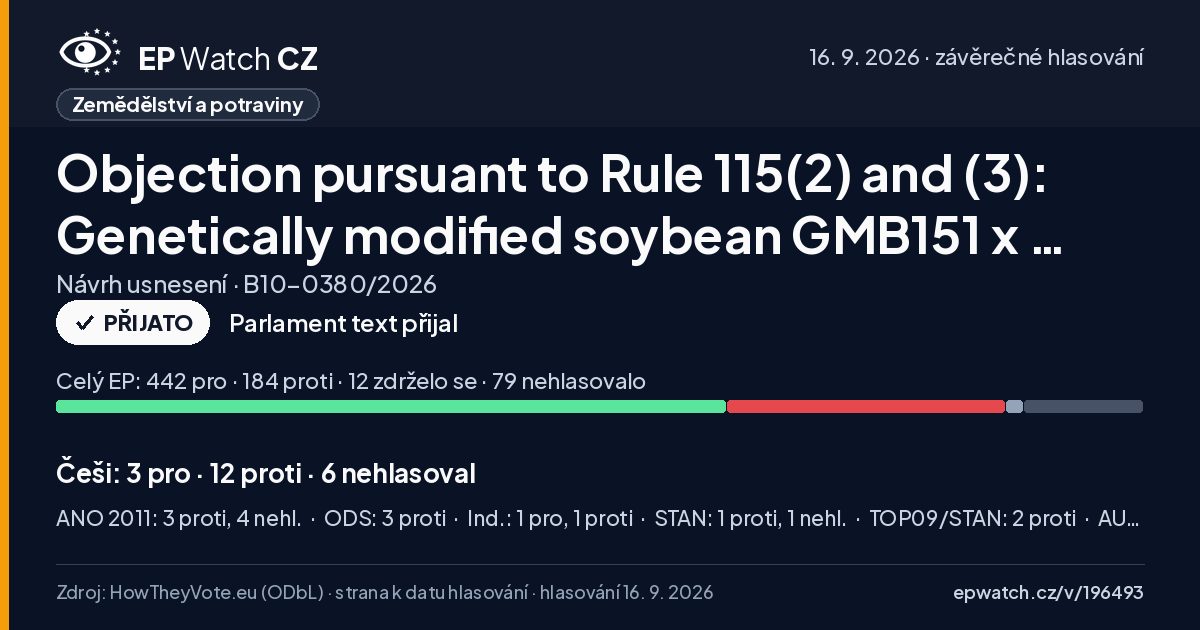 EP Watch CZ
16. 9. 2026 · závěrečné hlasování
Zemědělství a potraviny
Objection pursuant to Rule 115(2) and (3):
Genetically modified soybean GMB151 x ...
Návrh usnesení · B10-0380/2026
✓ PŘIJATO Parlament text přijal
Celý EP: 442 pro · 184 proti · 12 zdrželo se · 79 nehlasovalo
Češi: 3 pro · 12 proti · 6 nehlasoval
ANO 2011: 3 proti, 4 nehl. · ODS: 3 proti · Ind.: 1 pro, 1 proti · STAN: 1 proti, 1 nehl. · TOP09/STAN: 2 proti · AU...
Zdroj: HowTheyVote.eu (ODbL) · strana k datu hlasování · hlasování 16. 9. 2026
epwatch.cz/v/196493